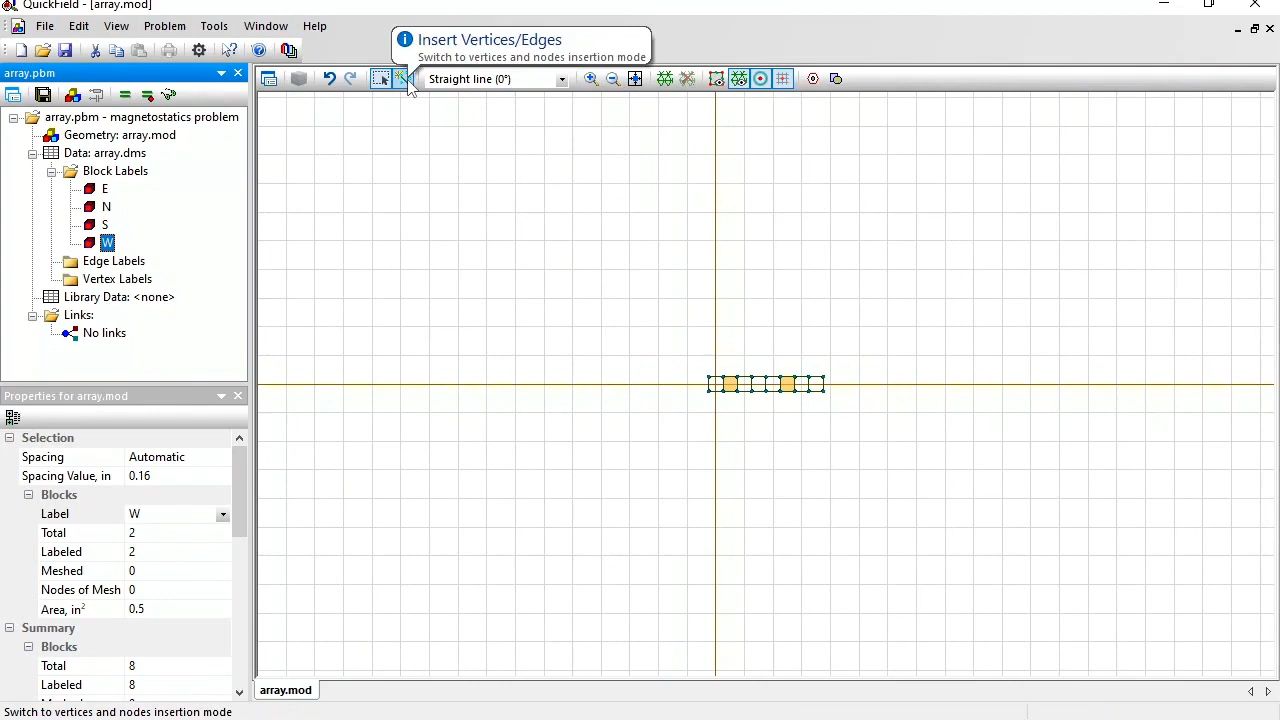 QuickField - [array.mod]
File Edit View Problem Tools Window Help
Insert Vertices/Edges
Switch to vertices and nodes insertion mode
array.pbm
Straight line (0°)
array.pbm - magnetostatics problem
Geometry: array.mod
Data: array.dms
Block Labels
E
N
S
W
Edge Labels
Vertex Labels
Library Data: <none>
Links:
No links
Properties for array.mod
Selection
Spacing Automatic
Spacing Value, in 0.16
Blocks
Label W
Total 2
Labeled 2
Meshed 0
Nodes of Mesh 0
Area, in² 0.5
Summary
Blocks
Total 8
Labeled 8
array.mod
Switch to vertices and nodes insertion mode